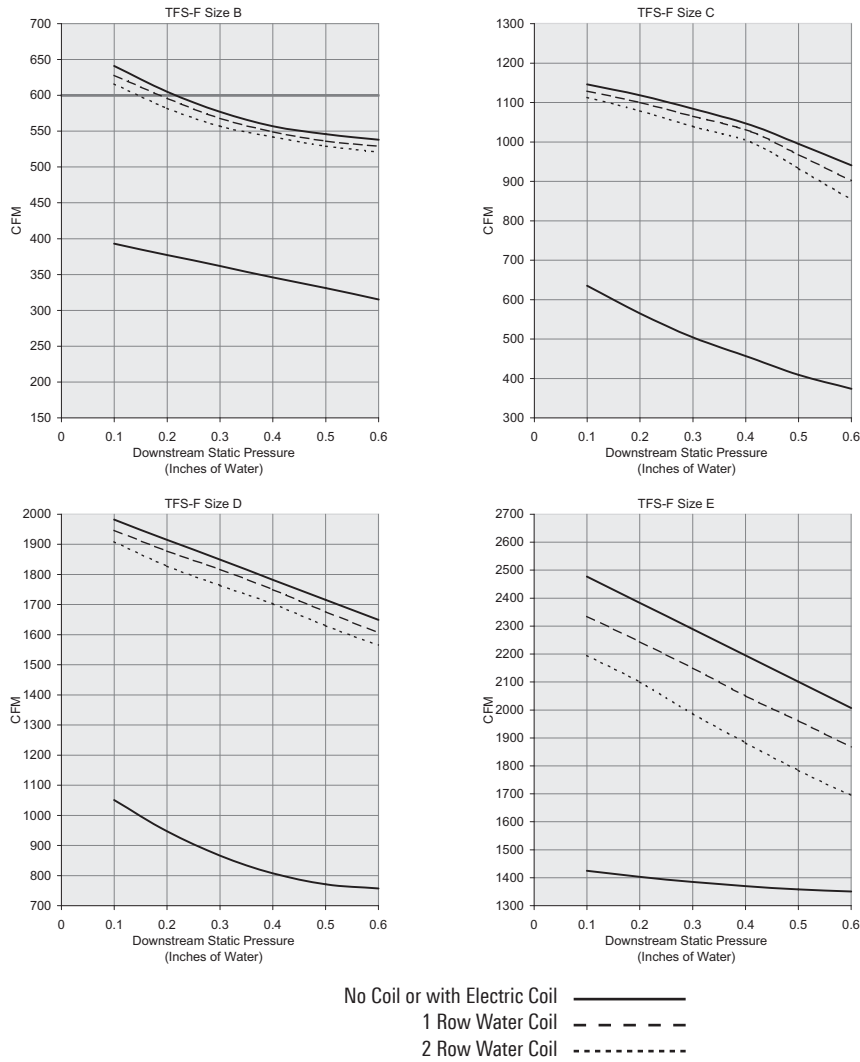 TFS-F Size B
700
650
600
550
500
450
400
350
300
250
200
150
CFM
0 0.1 0.2 0.3 0.4 0.5 0.6
Downstream Static Pressure
(Inches of Water)
TFS-F Size C
1300
1200
1100
1000
900
800
700
600
500
400
300
CFM
0 0.1 0.2 0.3 0.4 0.5 0.6
Downstream Static Pressure
(Inches of Water)
TFS-F Size D
2000
1900
1800
1700
1600
1500
1400
1300
1200
1100
1000
900
800
700
CFM
0 0.1 0.2 0.3 0.4 0.5 0.6
Downstream Static Pressure
(Inches of Water)
TFS-F Size E
2700
2600
2500
2400
2300
2200
2100
2000
1900
1800
1700
1600
1500
1400
1300
CFM
0 0.1 0.2 0.3 0.4 0.5 0.6
Downstream Static Pressure
(Inches of Water)
No Coil or with Electric Coil
1 Row Water Coil
2 Row Water Coil